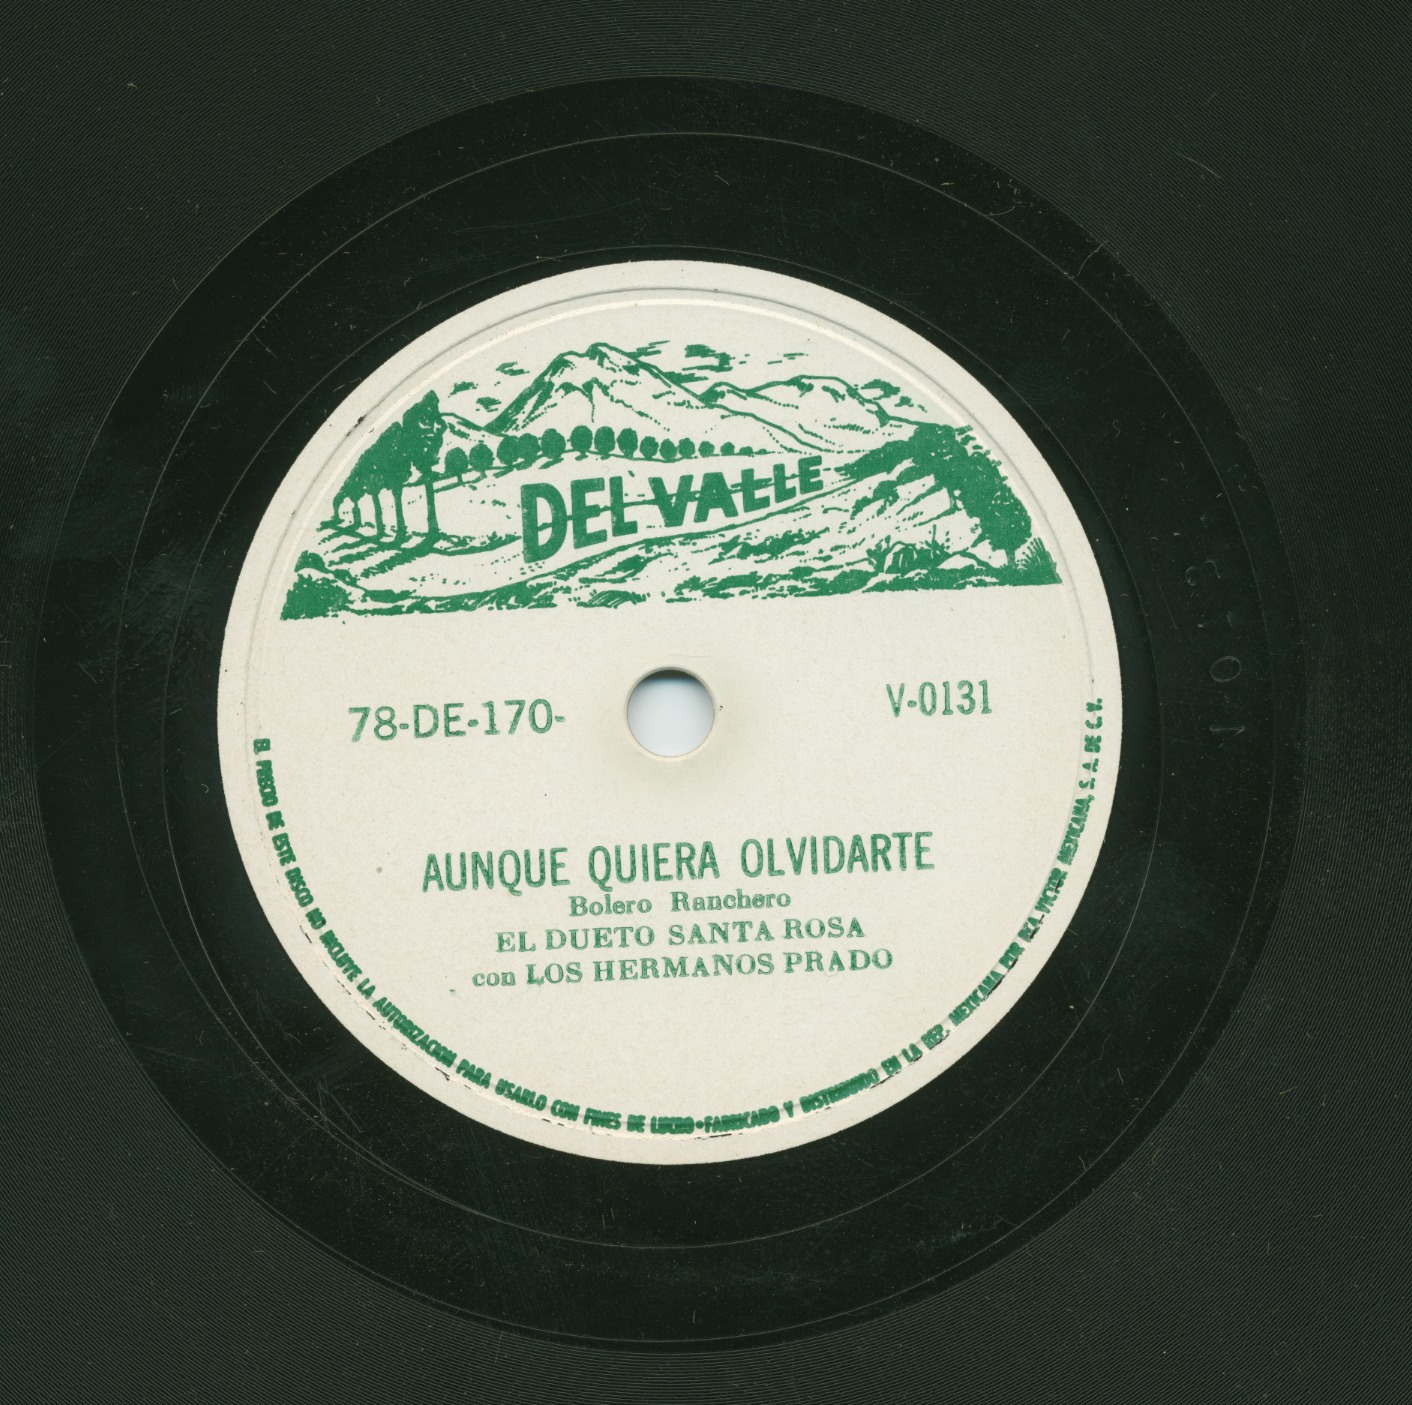 DEL VALLE
78-DE-170-
V-0131
AUNQUE QUIERA OLVIDARTE
Bolero Ranchero
EL DUETO SANTA ROSA
con LOS HERMANOS PRADO
EL PRECIO DE ESTE DISCO NO INCLUYE LA AUTORIZACION PARA USARLO CON FINES DE LUCRO•FABRICADO Y DISTRIBUIDO EN LA REP. MEXICANA POR RCA VICTOR MEXICANA, S. A. DE C.V.